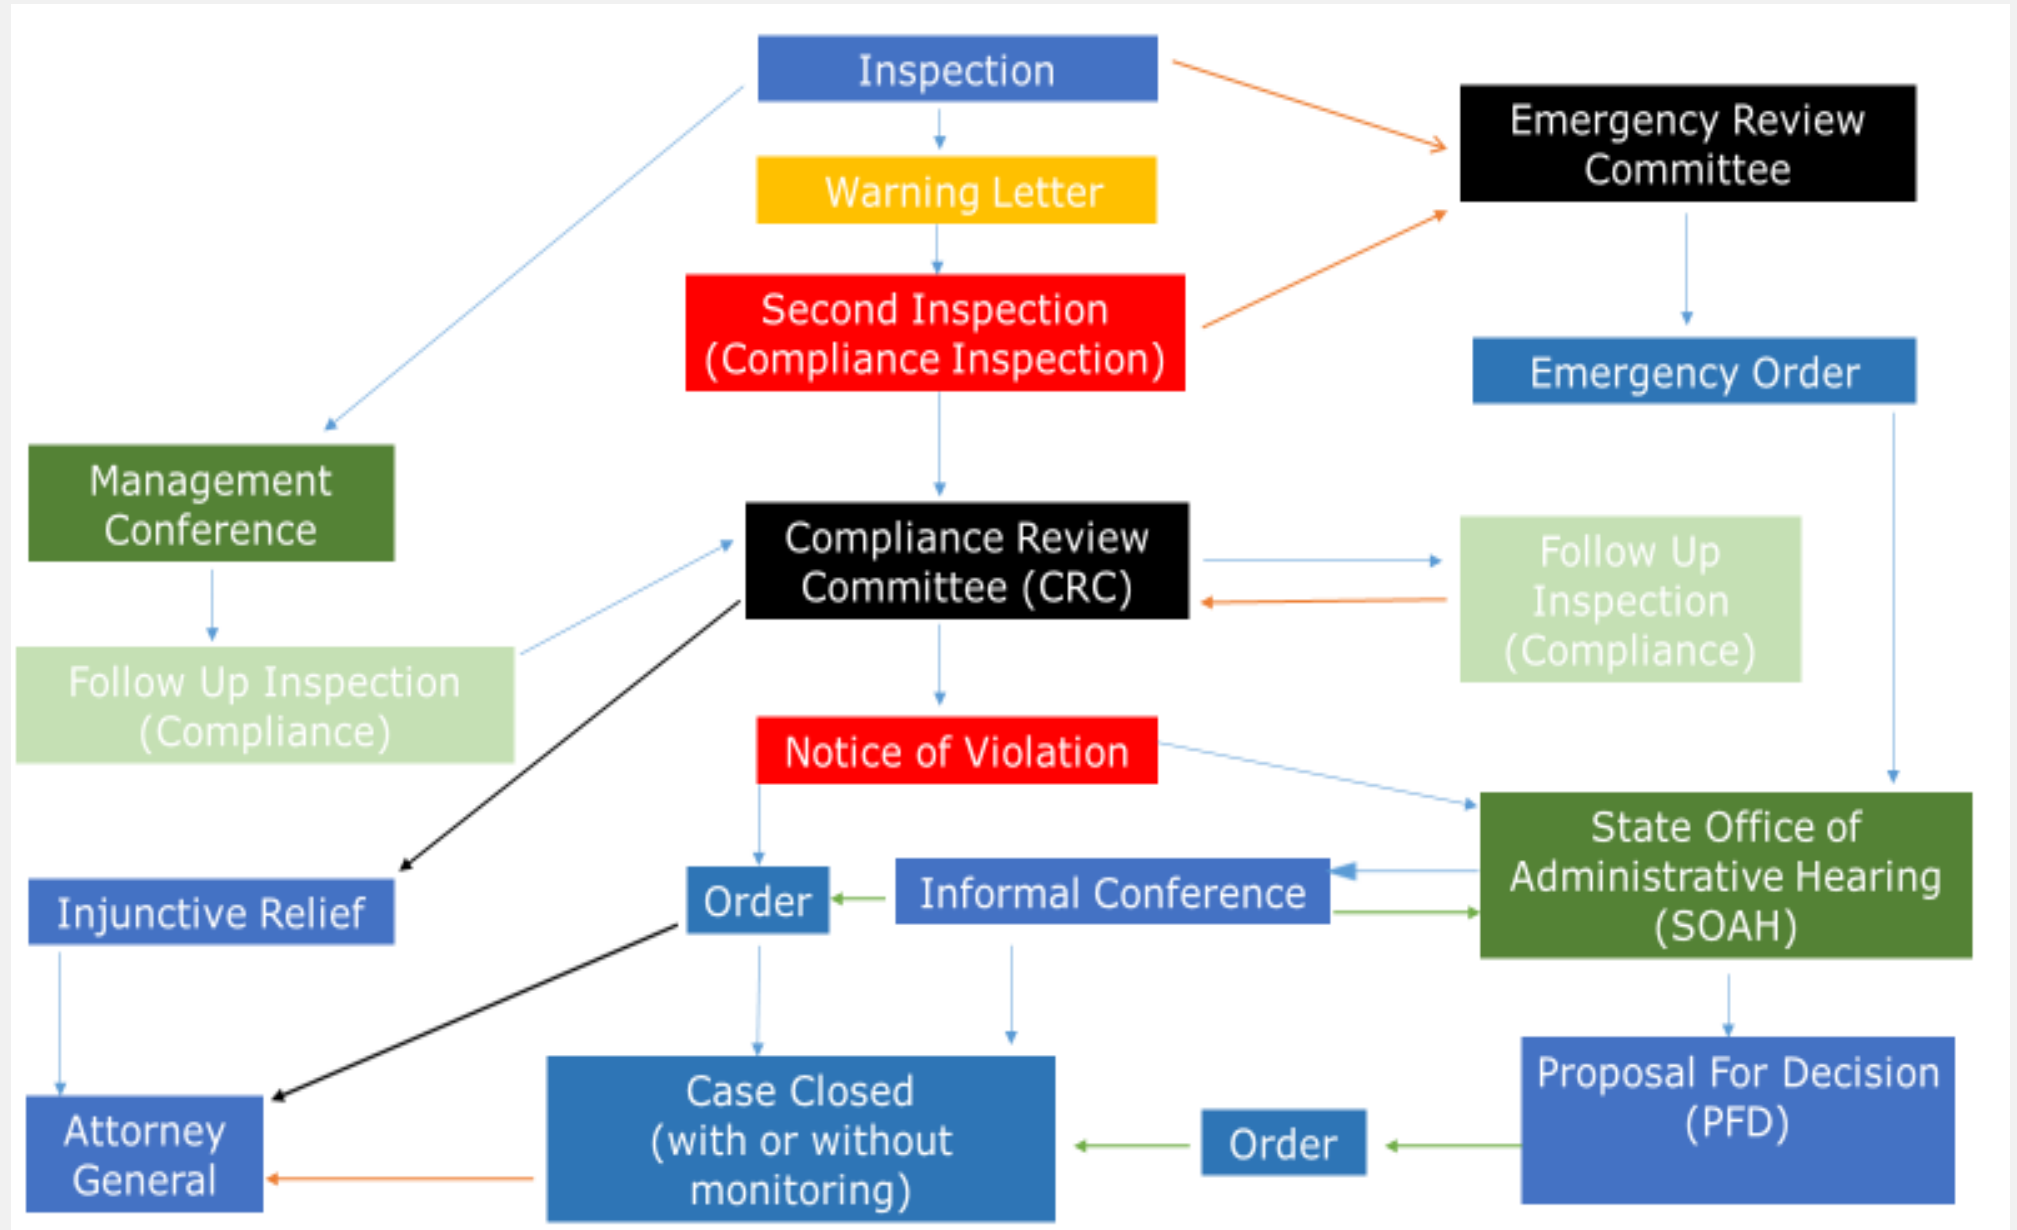 Inspection
Emergency Review
Committee
Warning Letter
Second Inspection
(Compliance Inspection)
Emergency Order
Management
Conference
Compliance Review
Committee (CRC)
Follow Up
Inspection
(Compliance)
Follow Up Inspection
(Compliance)
Notice of Violation
State Office of
Administrative Hearing
(SOAH)
Injunctive Relief
Order
Informal Conference
Attorney
General
Case Closed
(with or without
monitoring)
Order
Proposal For Decision
(PFD)